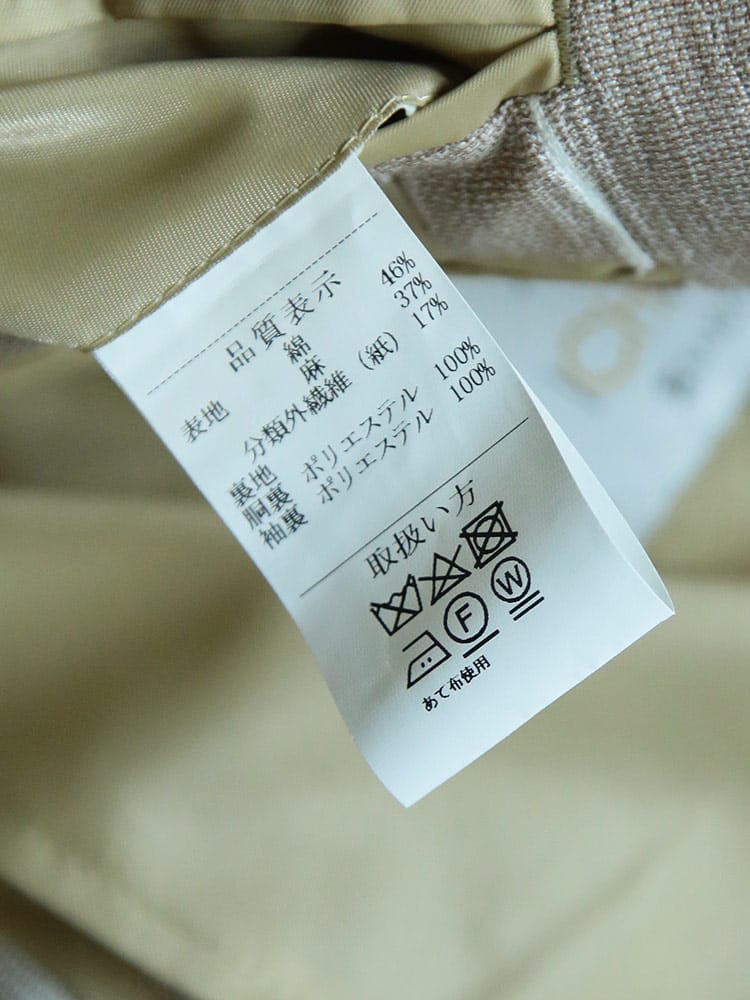 品質表示
表地 綿 46%
麻 37%
分類外繊維（紙） 17%
裏地
胴裏 ポリエステル 100%
袖裏 ポリエステル 100%
取扱い方
F W
あて布使用